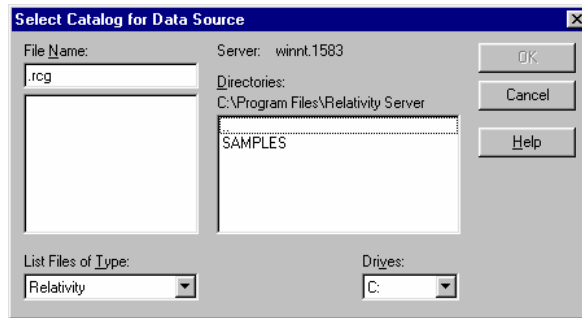 Select Catalog for Data Source
File Name:
.rcg
Server: winnt.1583
Directories:
C:\Program Files\Relativity Server
..
SAMPLES
OK
Cancel
Help
List Files of Type:
Relativity
Drives:
C: